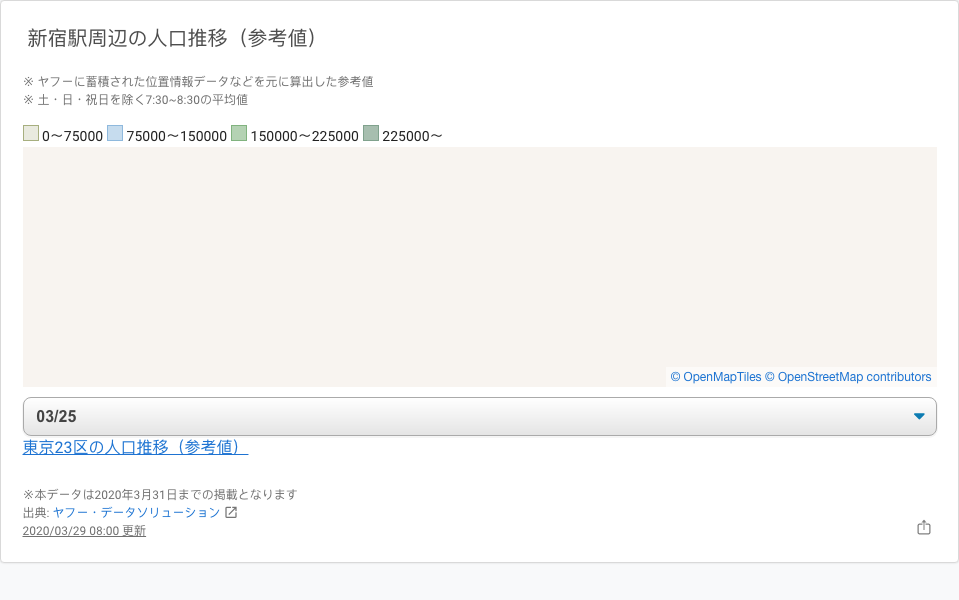 新宿駅周辺の人口推移（参考値）
※ ヤフーに蓄積された位置情報データなどを元に算出した参考値
※ 土・日・祝日を除く7:30~8:30の平均値
0〜75000 75000〜150000 150000〜225000 225000〜
© OpenMapTiles © OpenStreetMap contributors
03/25
東京23区の人口推移（参考値）
※本データは2020年3月31日までの掲載となります
出典: ヤフー・データソリューション
2020/03/29 08:00 更新